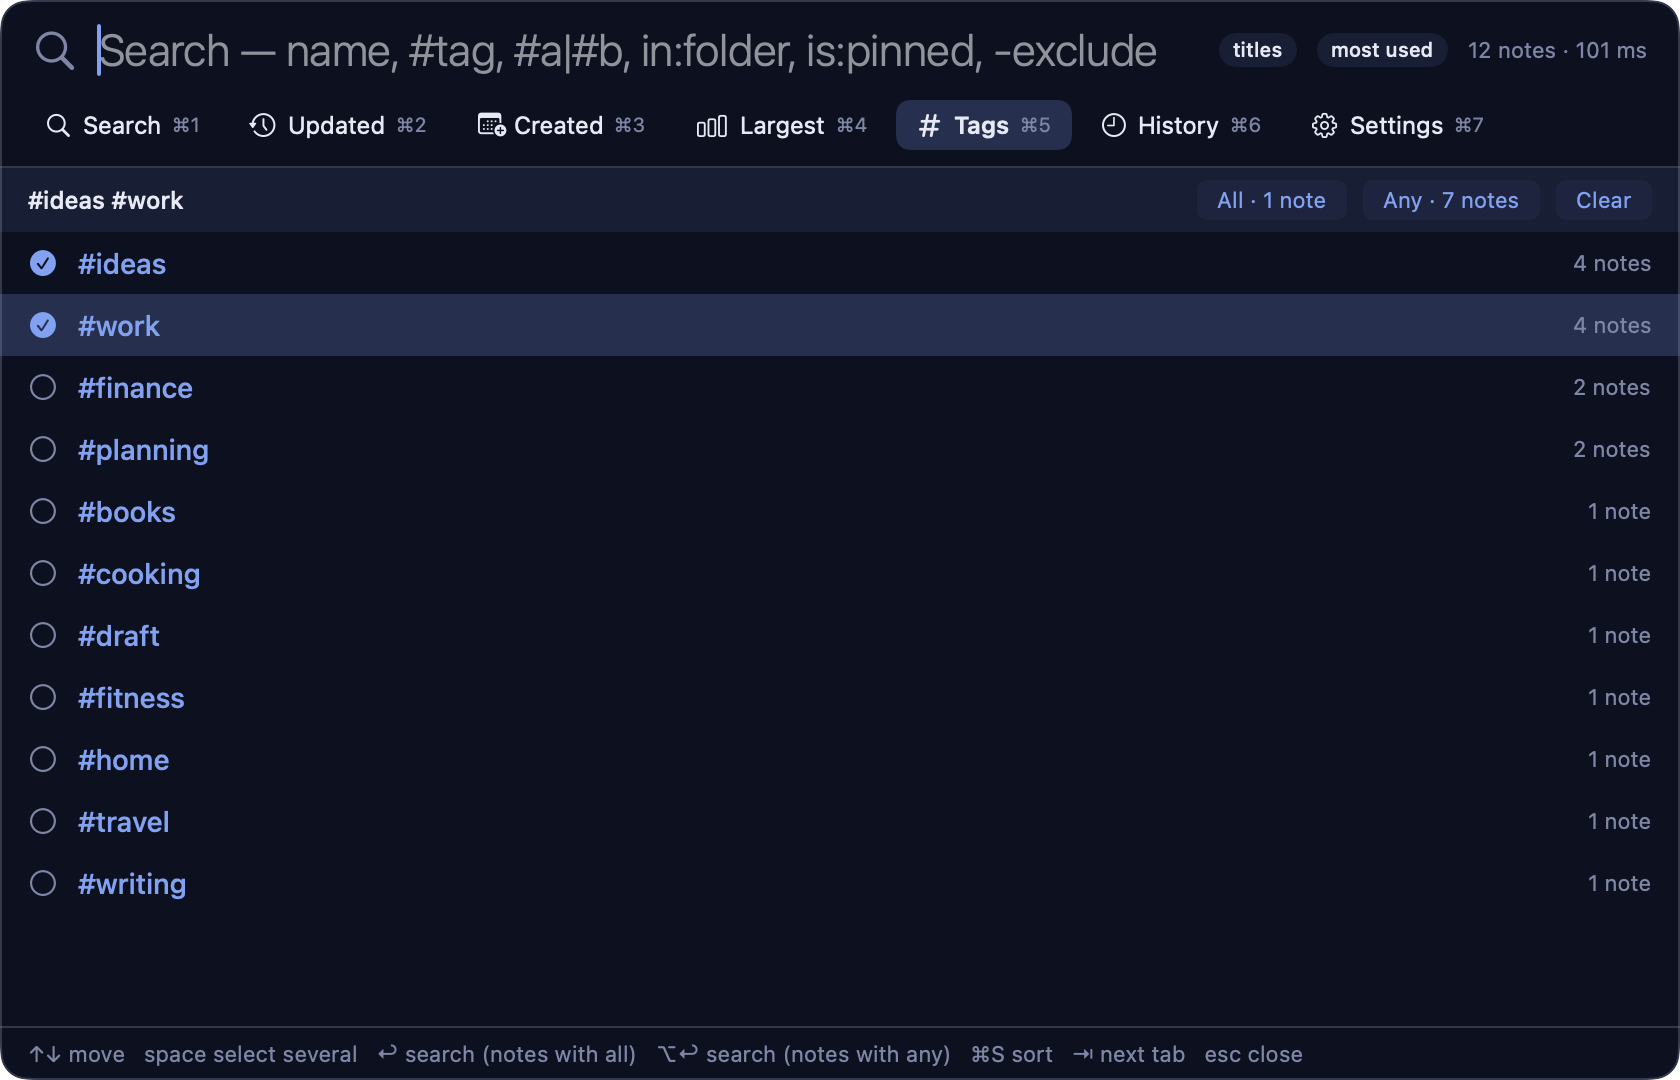 Search — name, #tag, #a|#b, in:folder, is:pinned, -exclude titles most used 12 notes · 101 ms
Search ⌘1 Updated ⌘2 Created ⌘3 Largest ⌘4 # Tags ⌘5 History ⌘6 Settings ⌘7
#ideas #work All · 1 note Any · 7 notes Clear
#ideas 4 notes
#work 4 notes
#finance 2 notes
#planning 2 notes
#books 1 note
#cooking 1 note
#draft 1 note
#fitness 1 note
#home 1 note
#travel 1 note
#writing 1 note
↑↓ move space select several ↩ search (notes with all) ⌥↩ search (notes with any) ⌘S sort ⇥ next tab esc close